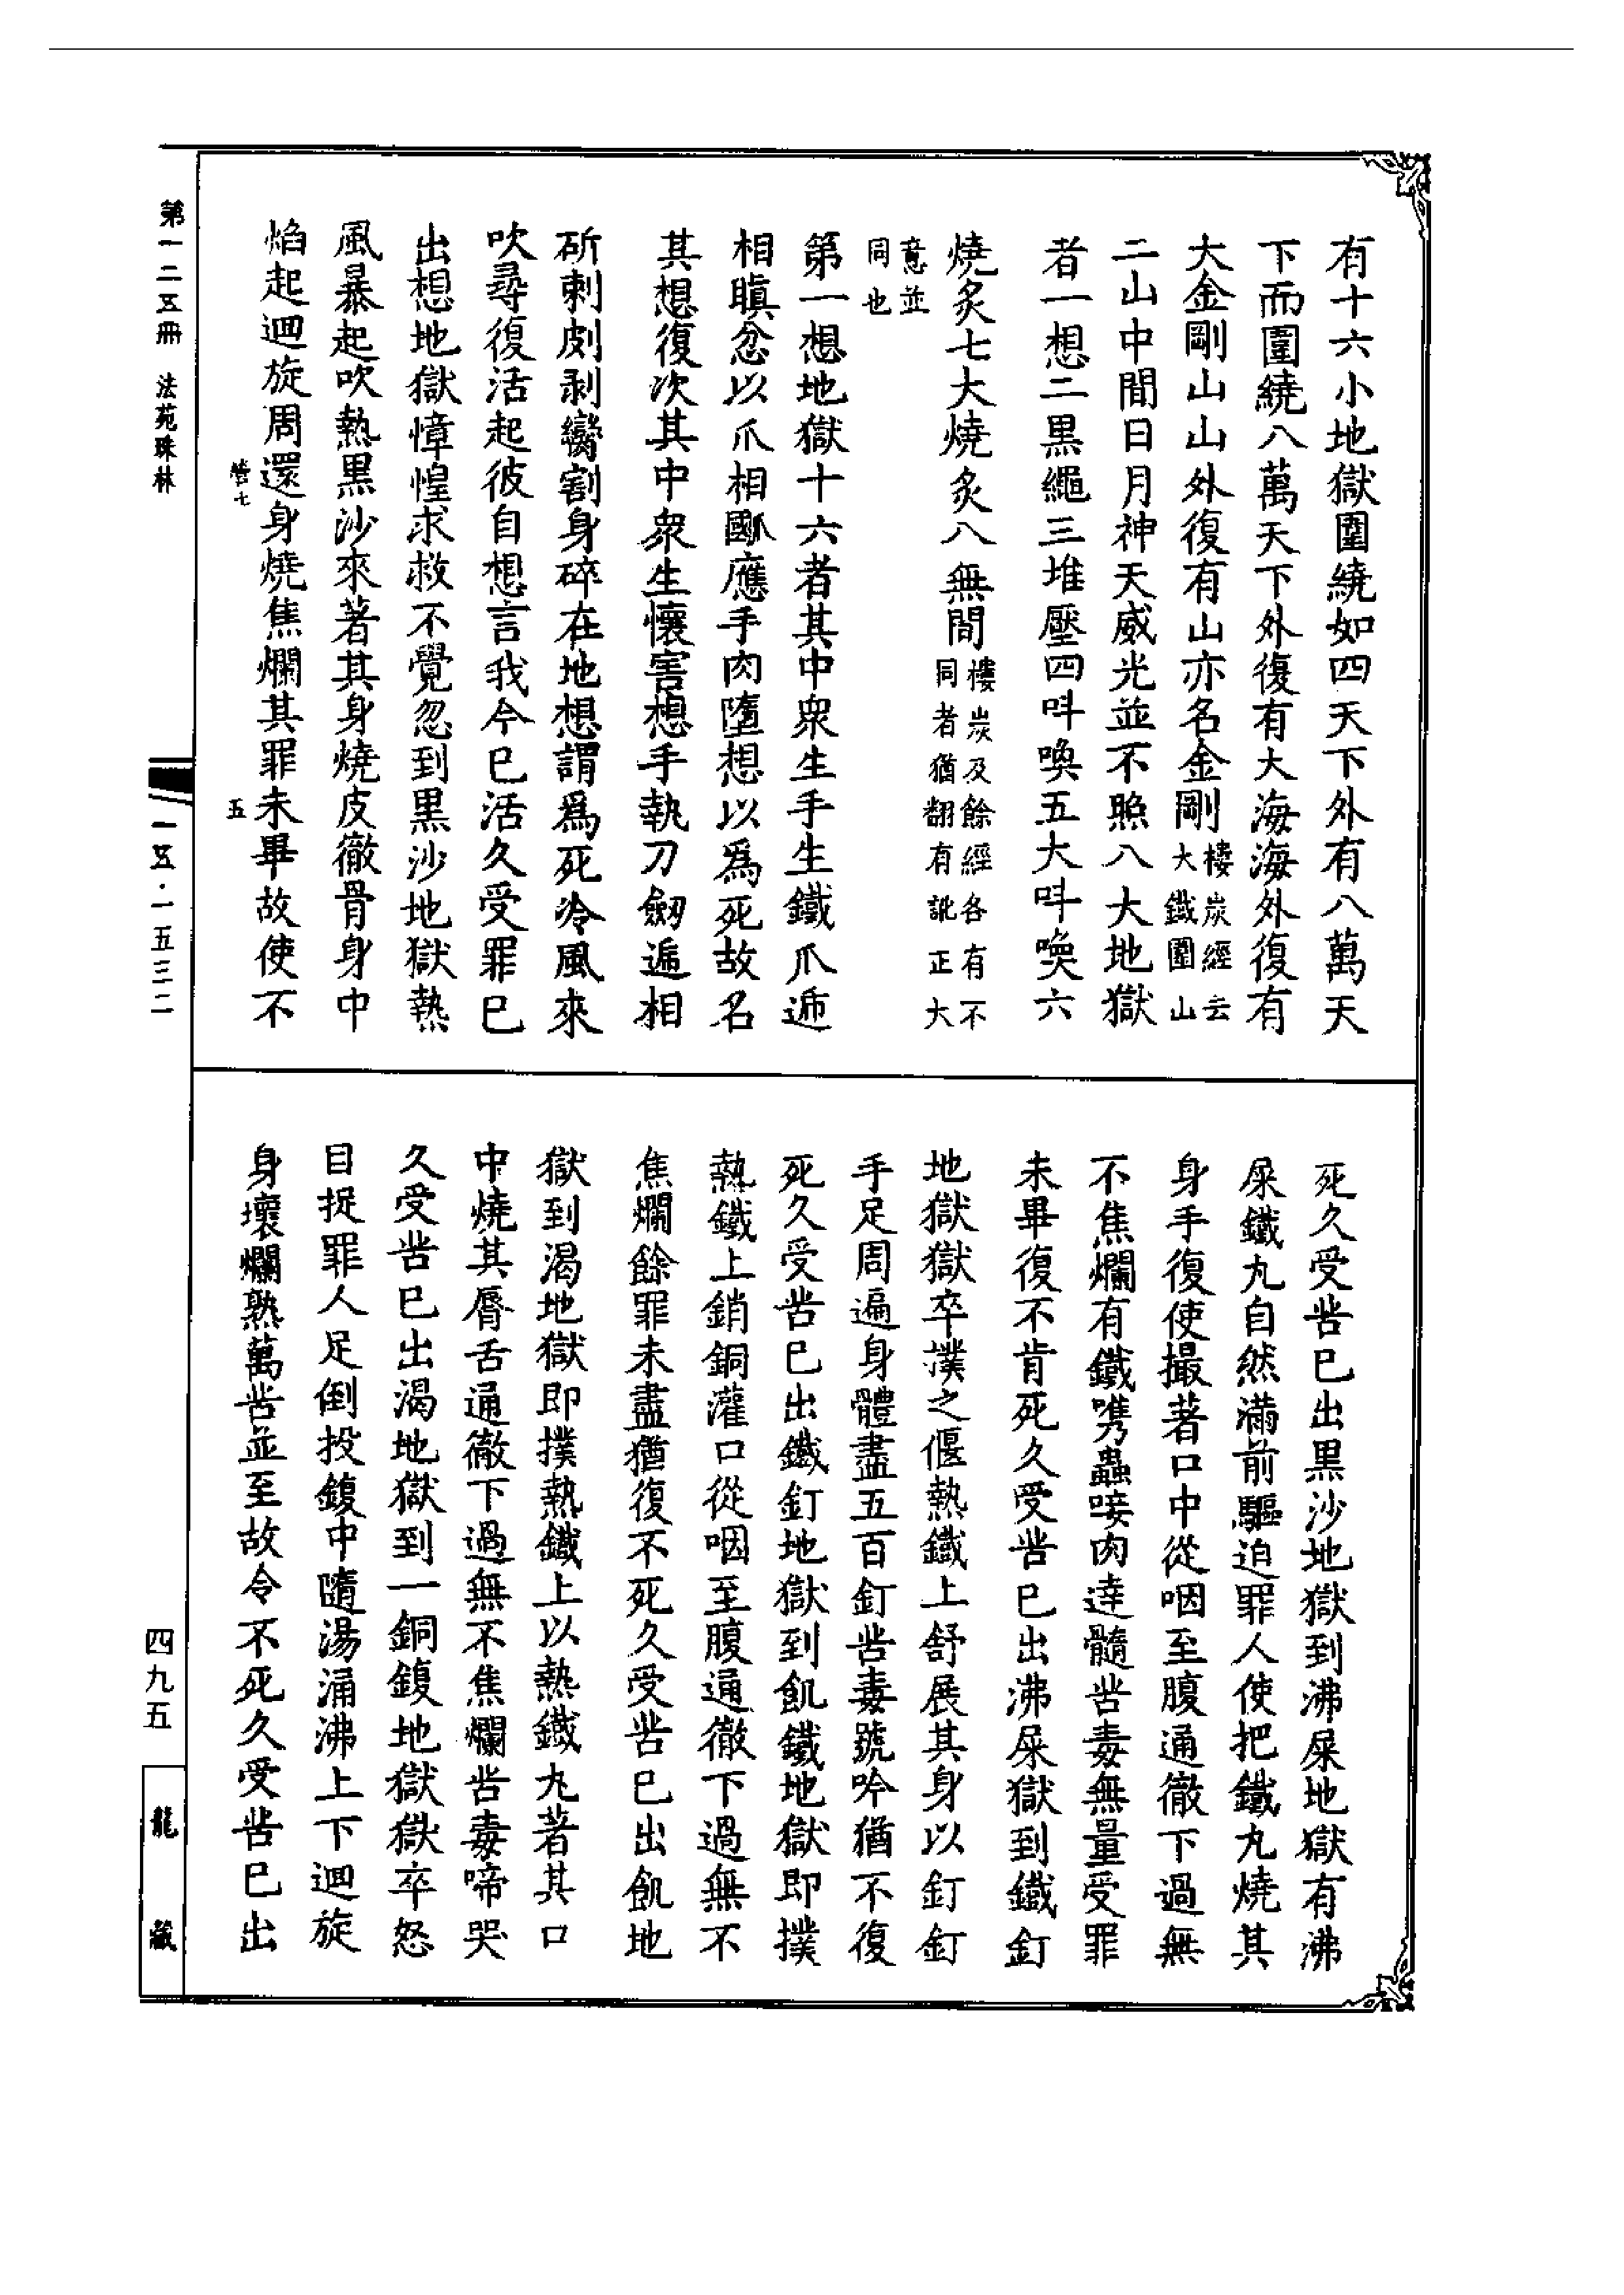 有十六小地獄圍繞如四天下外有八萬天
下而圍繞八萬天下外復有大海海外復有
大金剛山山外復有山亦名金剛樓炭經云大鐵圍山
二山中間日月神天威光並不照八大地獄
者一想二黑繩三堆壓四呌喚五大呌喚六
燒炙七大燒炙八無間樓炭及餘經各有不同者猶翻有訛正大
意並同也
第一想地獄十六者其中眾生手生鐵爪遞
相瞋忿以爪相𤔩應手肉墮想以為死故名
其想復次其中眾生懷害想手執刀劒遞相
斫刺㓟剥臠割身碎在地想謂為死冷風來
吹尋復活起彼自想言我今已活久受罪已
出想地獄慞惶求救不覺忽到黑沙地獄熱
風暴起吹熱黑沙來著其身燒皮徹骨身中
焰起迴旋周還身燒焦爛其罪未畢故使不
死久受苦已出黑沙地獄到沸屎地獄有沸
屎鐵丸自然滿前驅迫罪人使把鐵丸燒其
身手復使撮著口中從咽至腹通徹下過無
不焦爛有鐵㗱蟲唼肉達髓苦毒無量受罪
未畢復不肯死久受苦已出沸屎獄到鐵釘
地獄獄卒撲之偃熱鐵上舒展其身以釘釘
手足周遍身體盡五百釘苦毒號吟猶不復
死久受苦已出鐵釘地獄到飢鐵地獄即撲
熱鐵上銷銅灌口從咽至腹通徹下過無不
焦爛餘罪未盡猶復不死久受苦已出飢地
獄到渴地獄即撲熱鐵上以熱鐵丸著其口
中燒其脣舌通徹下過無不焦爛苦毒啼哭
久受苦已出渴地獄到一銅鍑地獄獄卒怒
目捉罪人足倒投鍑中隨湯涌沸上下迴旋
身壞爛熟萬苦並至故令不死久受苦已出
第一二五冊 法苑珠林
營七
五
一五·一五三二
四九五
龍藏